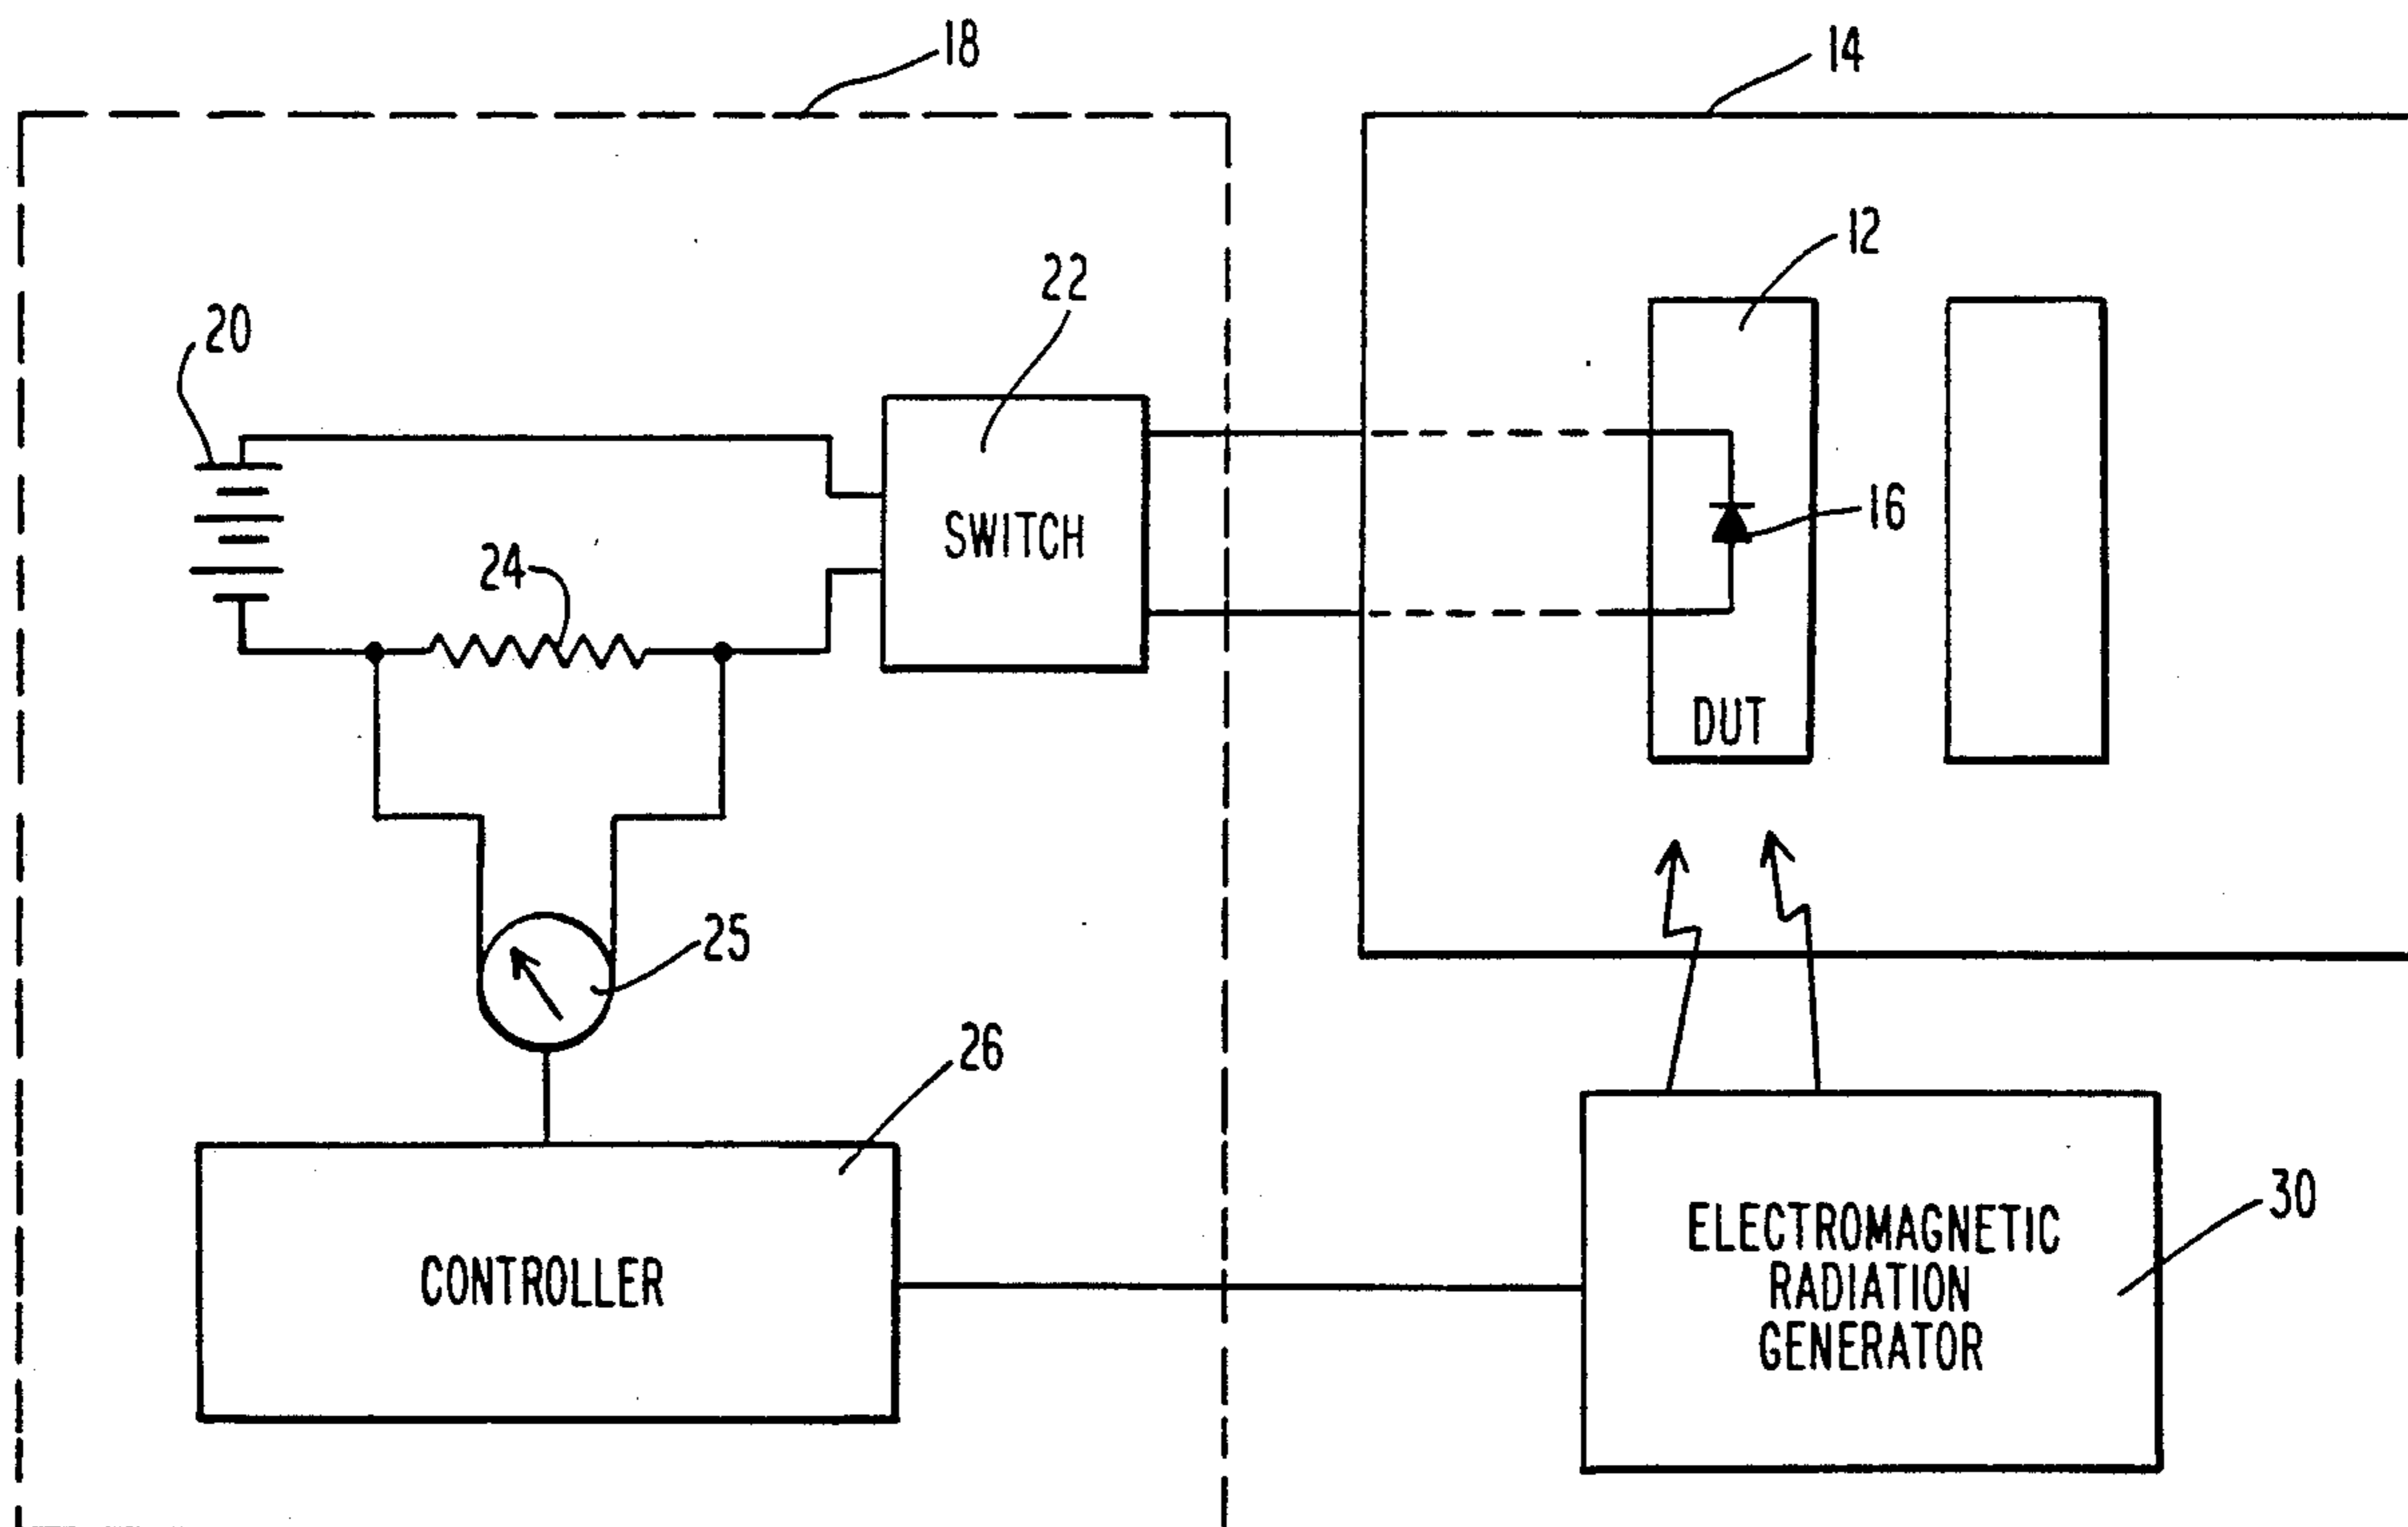 18
14
12
22
20
SWITCH
16
24
DUT
25
26
30
ELECTROMAGNETIC
RADIATION
GENERATOR
CONTROLLER